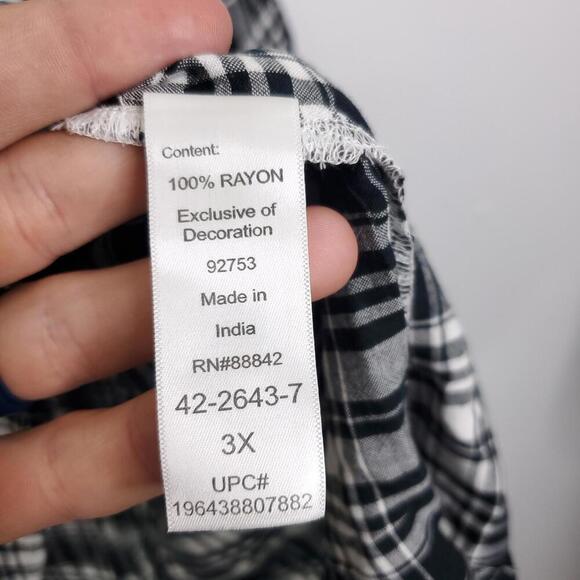 Content:
100% RAYON
Exclusive of
Decoration
92753
Made in
India
RN#88842
42-2643-7
3X
UPC#
196438807882